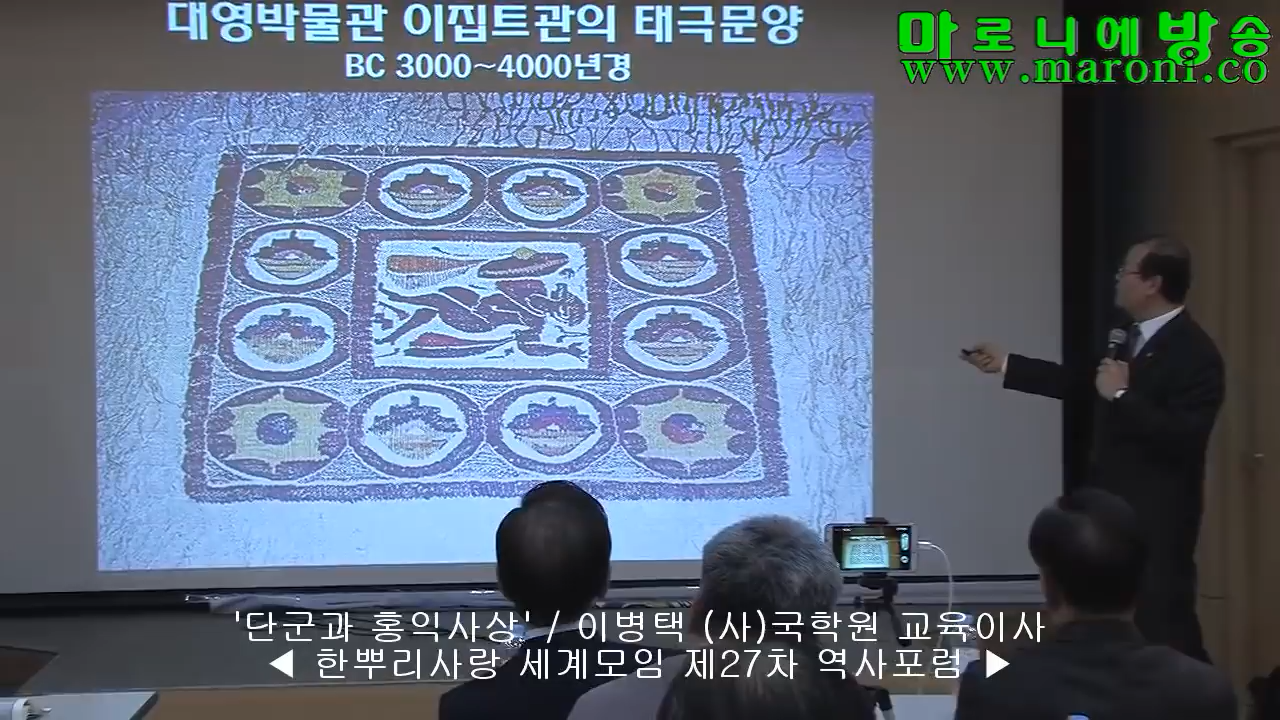 대영박물관 이집트관의 태극문양
BC 3000~4000년경
마로니에방송
www.maroni.co
'단군과 홍익사상' / 이병택 (사)국학원 교육이사
◀ 한뿌리사랑 세계모임 제27차 역사포럼 ▶